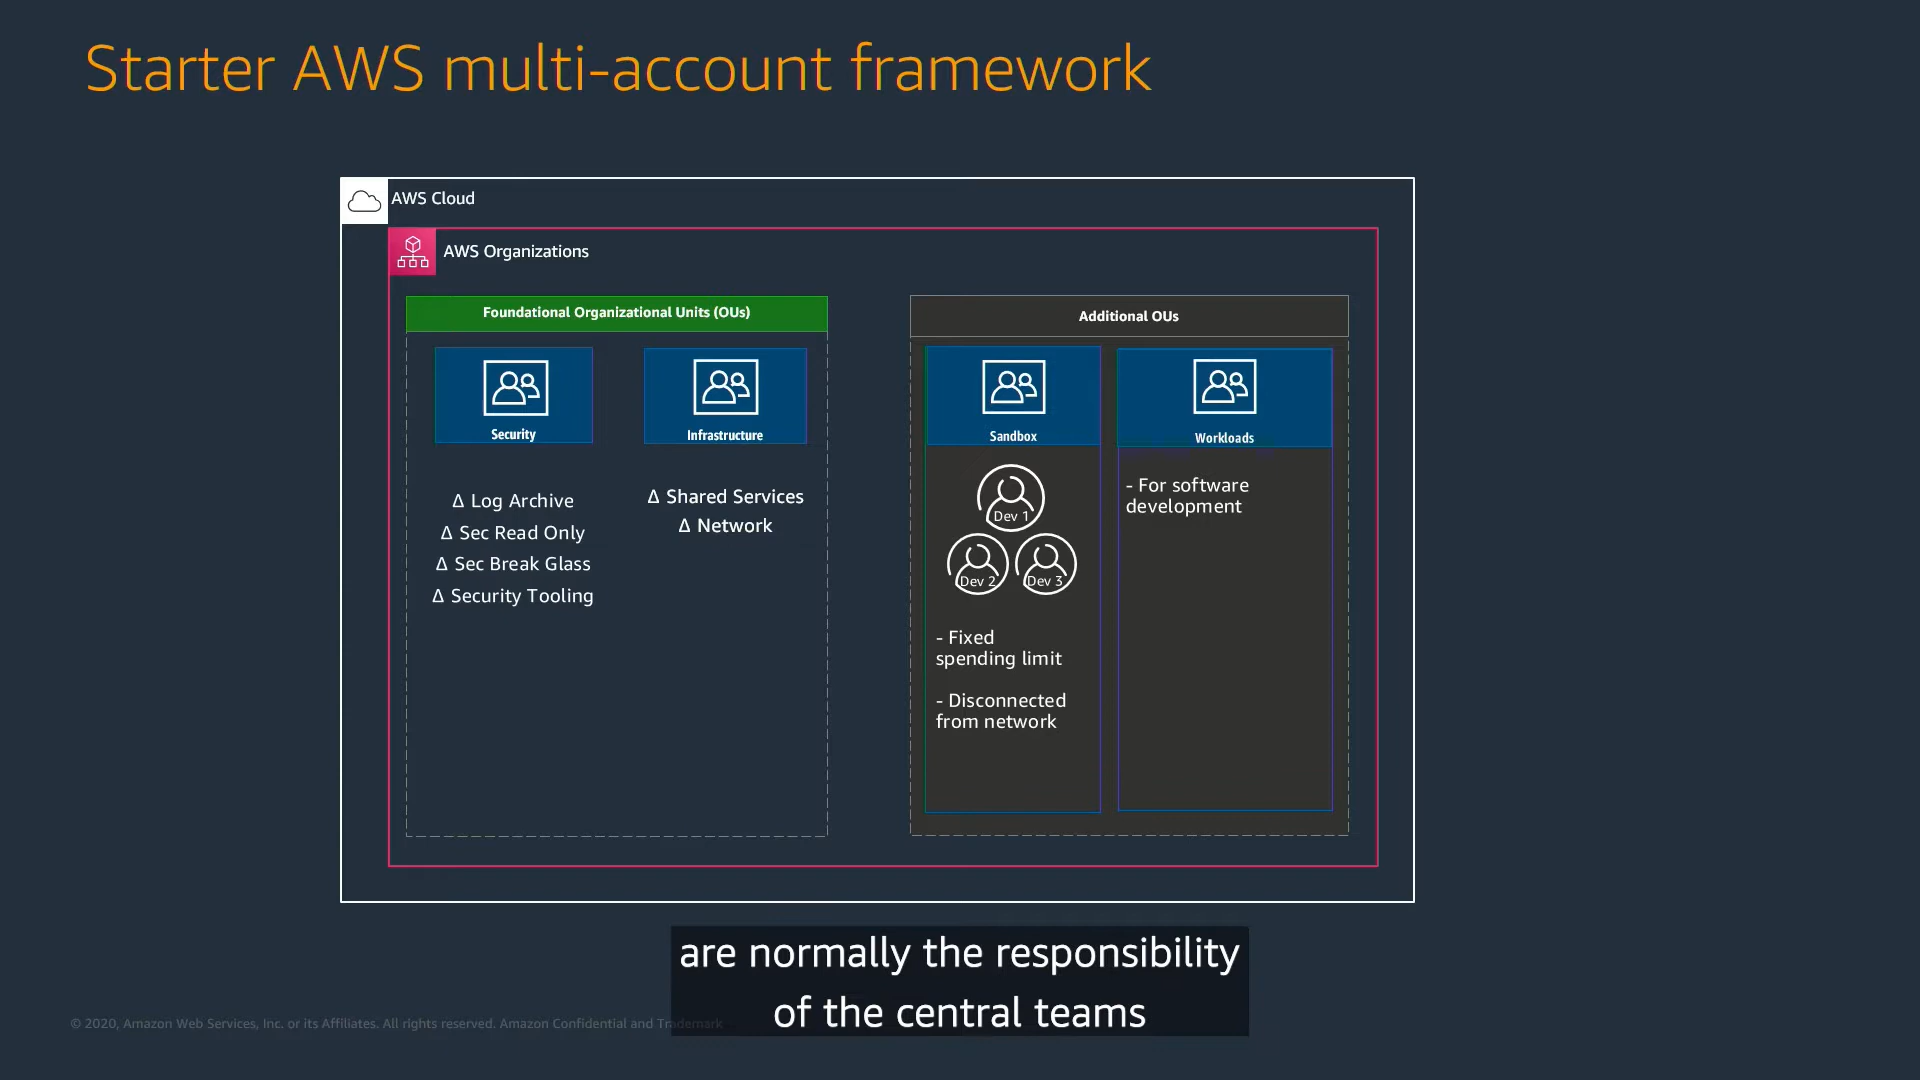 Starter AWS multi-account framework
AWS Cloud
AWS Organizations
Foundational Organizational Units (OUs)
Security
Infrastructure
Δ Log Archive
Δ Sec Read Only
Δ Sec Break Glass
Δ Security Tooling
Δ Shared Services
Δ Network
Additional OUs
Sandbox
Workloads
Dev 1
Dev 2
Dev 3
- Fixed
spending limit
- Disconnected
from network
- For software
development
are normally the responsibility
of the central teams
© 2020, Amazon Web Services, Inc. or its Affiliates. All rights reserved. Amazon Confidential and Trademark